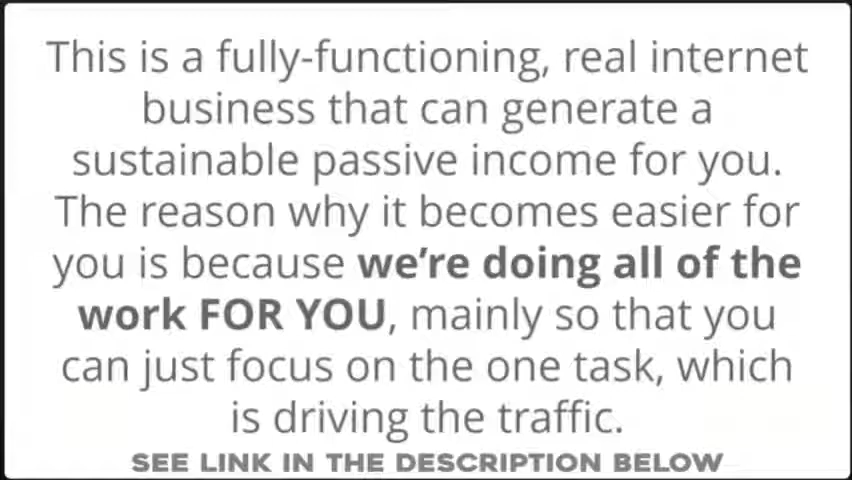 This is a fully-functioning, real internet
business that can generate a
sustainable passive income for you.
The reason why it becomes easier for
you is because we’re doing all of the
work FOR YOU, mainly so that you
can just focus on the one task, which
is driving the traffic.
SEE LINK IN THE DESCRIPTION BELOW